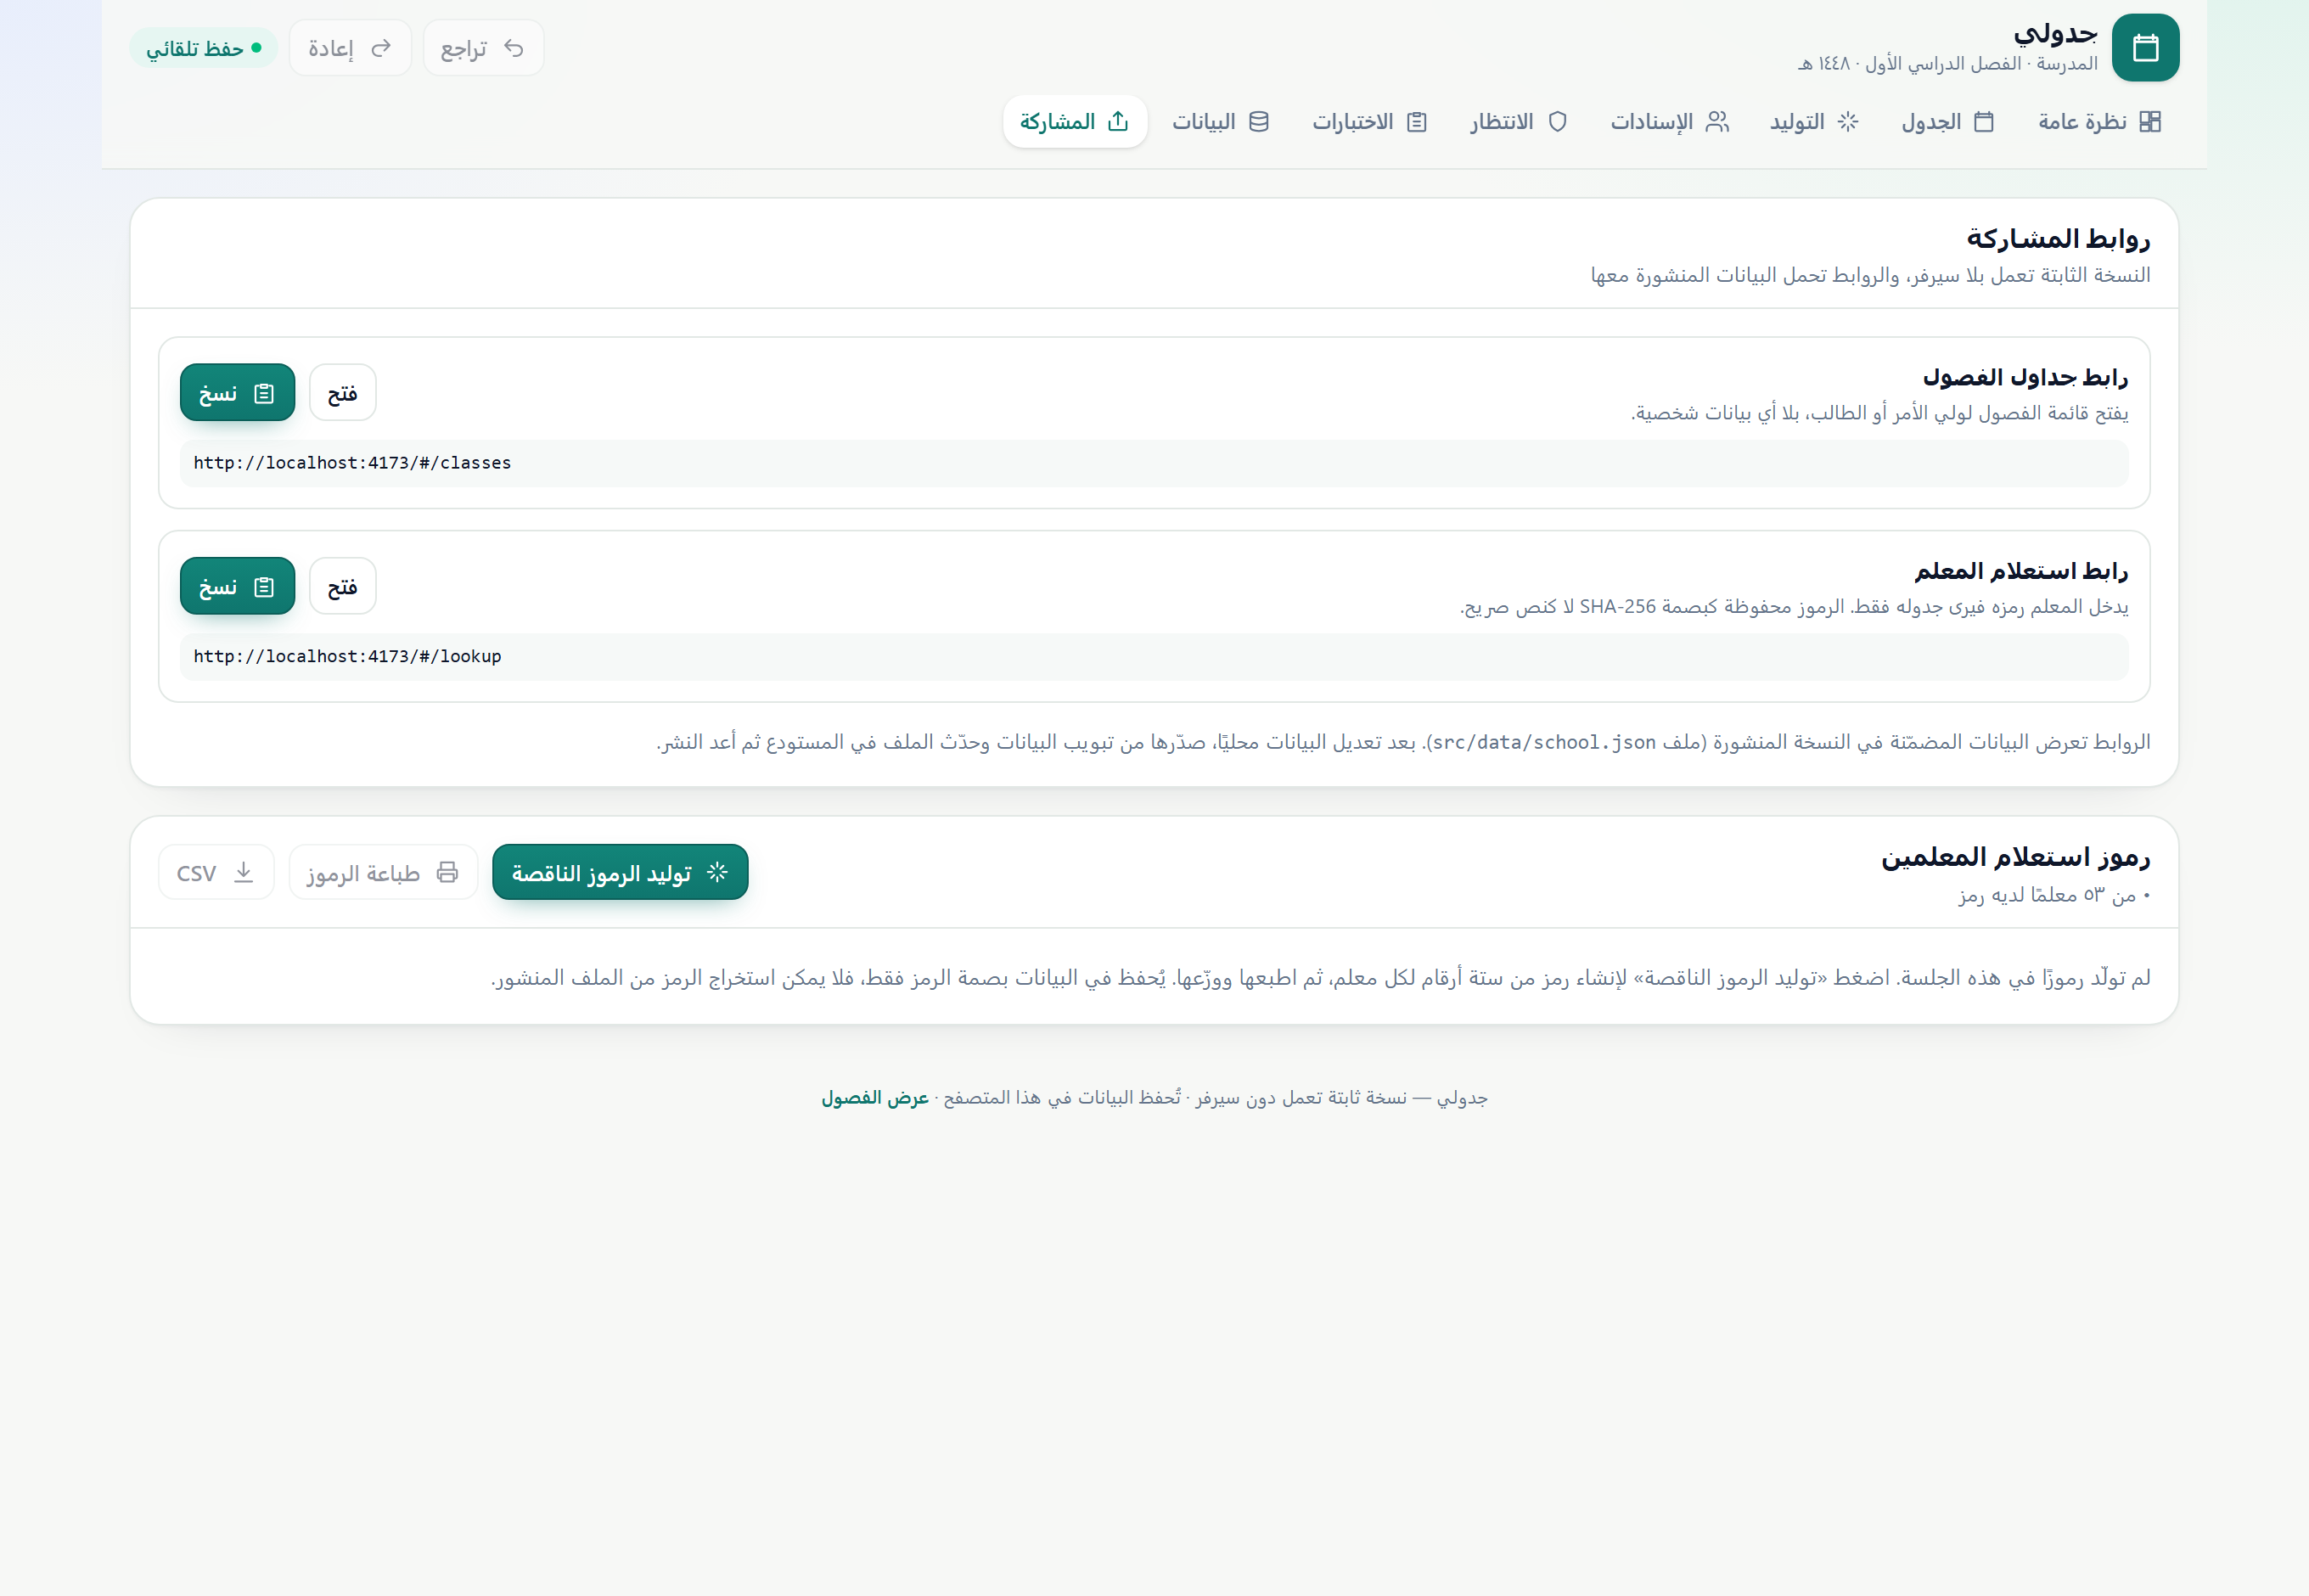 جدولي
المدرسة · الفصل الدراسي الأول · ١٤٤٨ هـ
تراجع
إعادة
حفظ تلقائي
نظرة عامة
الجدول
التوليد
الإسنادات
الانتظار
الاختبارات
البيانات
المشاركة
روابط المشاركة
النسخة الثابتة تعمل بلا سيرفر، والروابط تحمل البيانات المنشورة معها
رابط جداول الفصول
يفتح قائمة الفصول لولي الأمر أو الطالب، بلا أي بيانات شخصية.
فتح
نسخ
http://localhost:4173/#/classes
رابط استعلام المعلم
يدخل المعلم رمزه فيرى جدوله فقط. الرموز محفوظة كبصمة SHA-256 لا كنص صريح.
فتح
نسخ
http://localhost:4173/#/lookup
الروابط تعرض البيانات المضمّنة في النسخة المنشورة (ملف src/data/school.json). بعد تعديل البيانات محليًا، صدّرها من تبويب البيانات وحدّث الملف في المستودع ثم أعد النشر.
رموز استعلام المعلمين
٠ من ٥٣ معلمًا لديه رمز
توليد الرموز الناقصة
طباعة الرموز
CSV
لم تولّد رموزًا في هذه الجلسة. اضغط «توليد الرموز الناقصة» لإنشاء رمز من ستة أرقام لكل معلم، ثم اطبعها ووزّعها. يُحفظ في البيانات بصمة الرمز فقط، فلا يمكن استخراج الرمز من الملف المنشور.
جدولي — نسخة ثابتة تعمل دون سيرفر · تُحفظ البيانات في هذا المتصفح · عرض الفصول